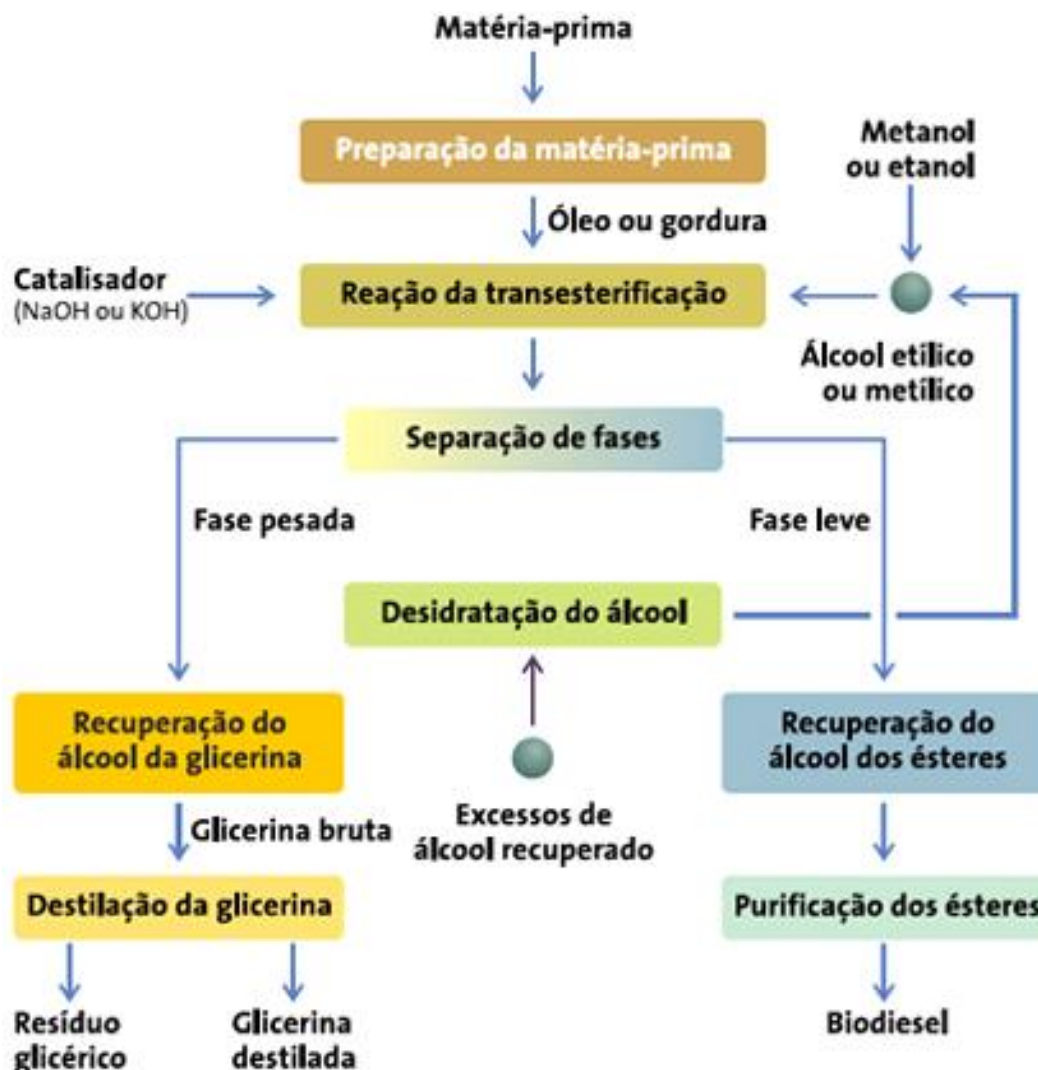 Matéria-prima
Preparação da matéria-prima
Metanol
ou etanol
Óleo ou gordura
Catalisador
(NaOH ou KOH)
Reação da transesterificação
Álcool etílico
ou metílico
Separação de fases
Fase pesada
Fase leve
Desidratação do álcool
Recuperação do
álcool da glicerina
Recuperação do
álcool dos ésteres
Glicerina bruta
Excessos de
álcool recuperado
Destilação da glicerina
Purificação dos ésteres
Resíduo
glicérico
Glicerina
destilada
Biodiesel